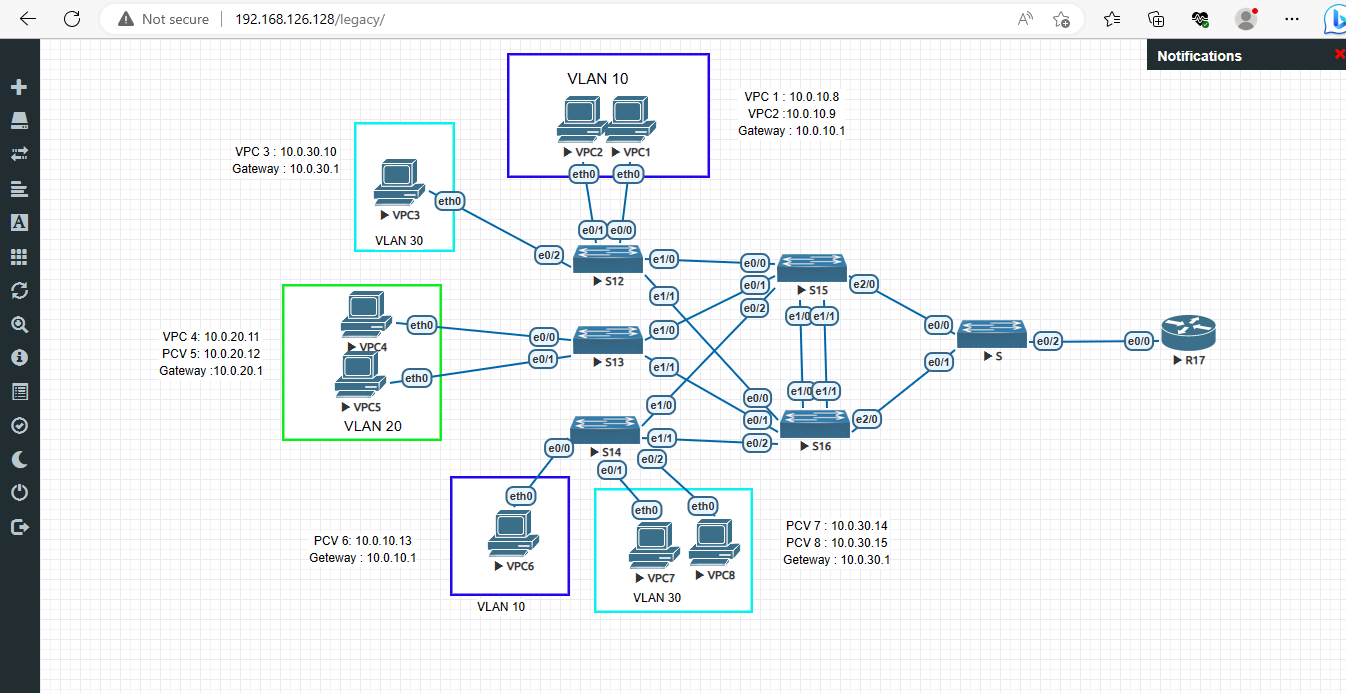 Not secure
192.168.126.128/legacy/
Notifications
VLAN 10
VPC2
VPC1
eth0
eth0
VPC 1 : 10.0.10.8
VPC2 :10.0.10.9
Gateway : 10.0.10.1
VPC 3 : 10.0.30.10
Gateway : 10.0.30.1
VPC3
eth0
VLAN 30
e0/1
e0/0
e0/2
S12
e1/0
e1/1
e0/0
e0/1
e0/2
S15
e2/0
e1/0
e1/1
VPC 4: 10.0.20.11
PCV 5: 10.0.20.12
Gateway :10.0.20.1
VPC4
eth0
VPC5
eth0
VLAN 20
e0/0
e0/1
S13
e1/0
e1/1
e0/0
e0/1
S
e0/2
e0/0
R17
e1/0
e1/1
e0/0
e0/1
e0/2
S16
e2/0
e1/0
e1/1
e0/0
S14
e0/1
e0/2
PCV 6: 10.0.10.13
Geteway : 10.0.10.1
eth0
VPC6
VLAN 10
eth0
eth0
VPC7
VPC8
VLAN 30
PCV 7 : 10.0.30.14
PCV 8 : 10.0.30.15
Geteway : 10.0.30.1